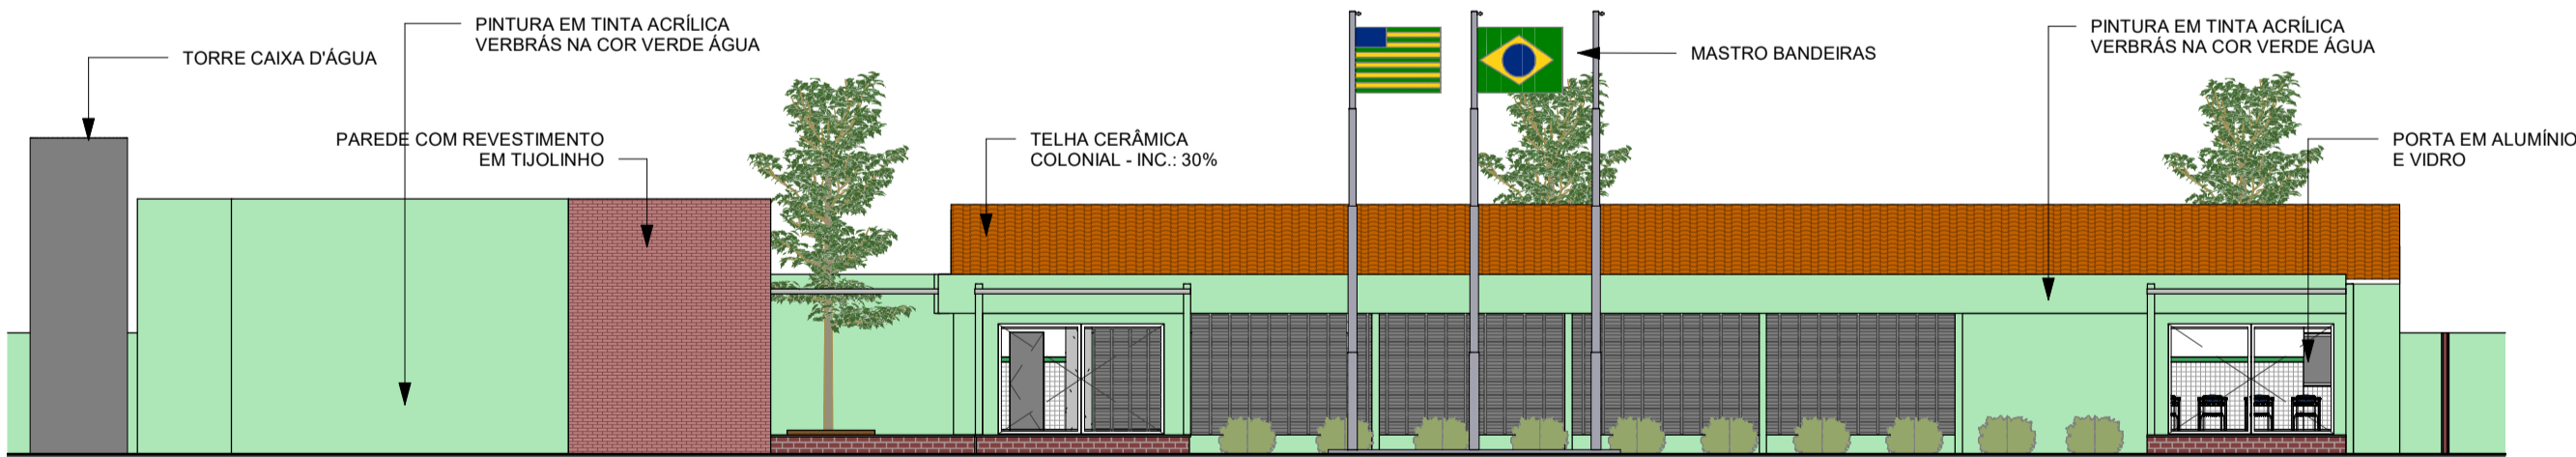 TORRE CAIXA D'ÁGUA
PINTURA EM TINTA ACRÍLICA
VERBRÁS NA COR VERDE ÁGUA
PAREDE COM REVESTIMENTO
EM TIJOLINHO
TELHA CERÂMICA
COLONIAL - INC.: 30%
MASTRO BANDEIRAS
PINTURA EM TINTA ACRÍLICA
VERBRÁS NA COR VERDE ÁGUA
PORTA EM ALUMÍNIO
E VIDRO